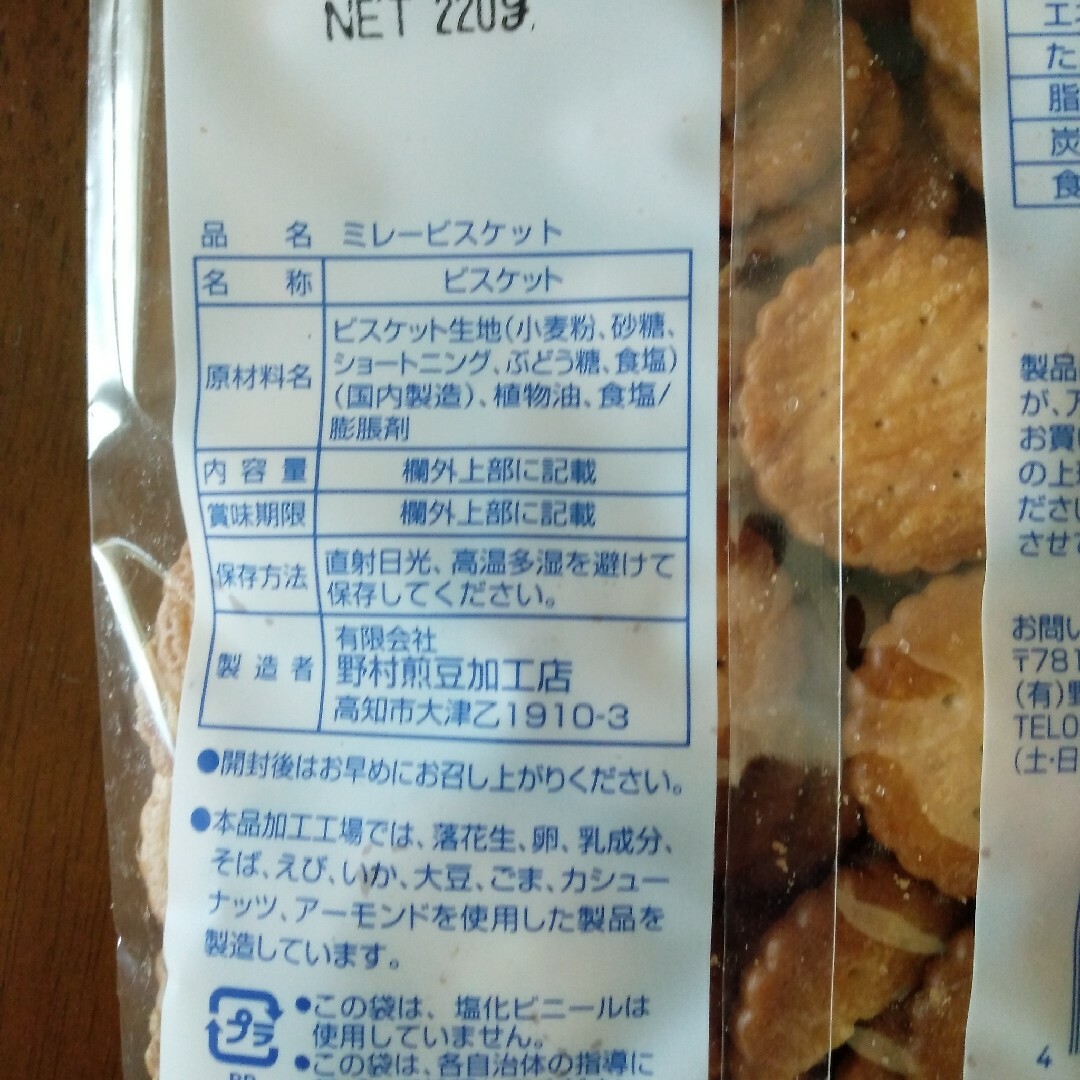 NET 220g.
品名 ミレービスケット
名称 ビスケット
原材料名 ビスケット生地(小麦粉、砂糖、
ショートニング、ぶどう糖、食塩)
(国内製造)、植物油、食塩/
膨脹剤
内容量 欄外上部に記載
賞味期限 欄外上部に記載
保存方法 直射日光、高温多湿を避けて
保存してください。
製造者 有限会社
野村煎豆加工店
高知市大津乙1910-3
●開封後はお早めにお召し上がりください。
●本品加工工場では、落花生、卵、乳成分、
そば、えび、いか、大豆、ごま、カシュー
ナッツ、アーモンドを使用した製品を
製造しています。
プラ
●この袋は、塩化ビニールは
使用していません。
●この袋は、各自治体の指導に
エネ
た
脂
炭
食
製品
が、万
お買
の上
ださい
させて
お問い
〒781
(有)野
TEL0
(土・日
4